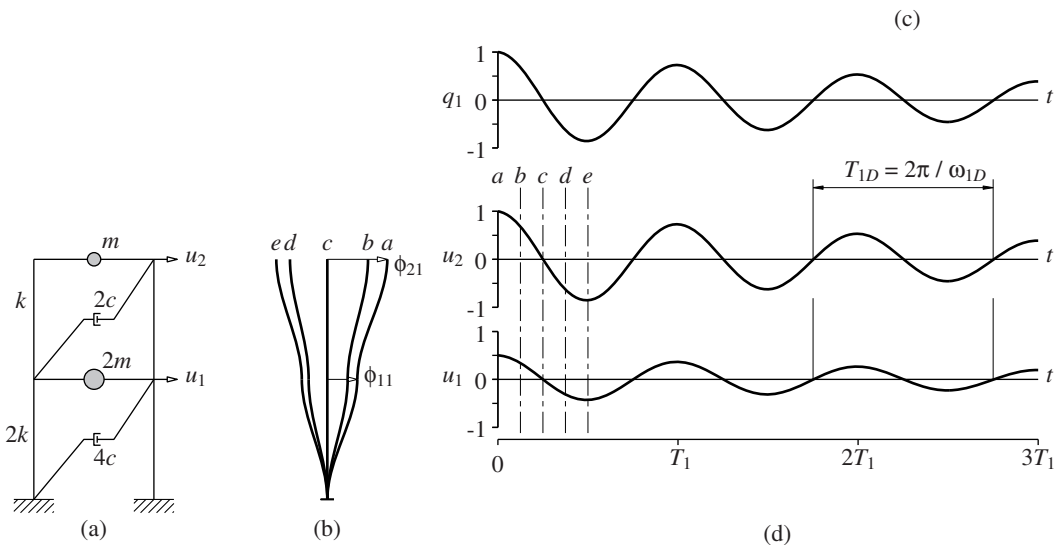 (c)
1
q₁ 0 t
-1
a b c d e
T₁D = 2π / ω₁D
1
u₂ 0 t
-1
1
u₁ 0 t
-1
0 T₁ 2T₁ 3T₁
(d)
m
u₂
k
2c
2m
u₁
2k
4c
(a)
e d c b a
ϕ₂₁
ϕ₁₁
(b)